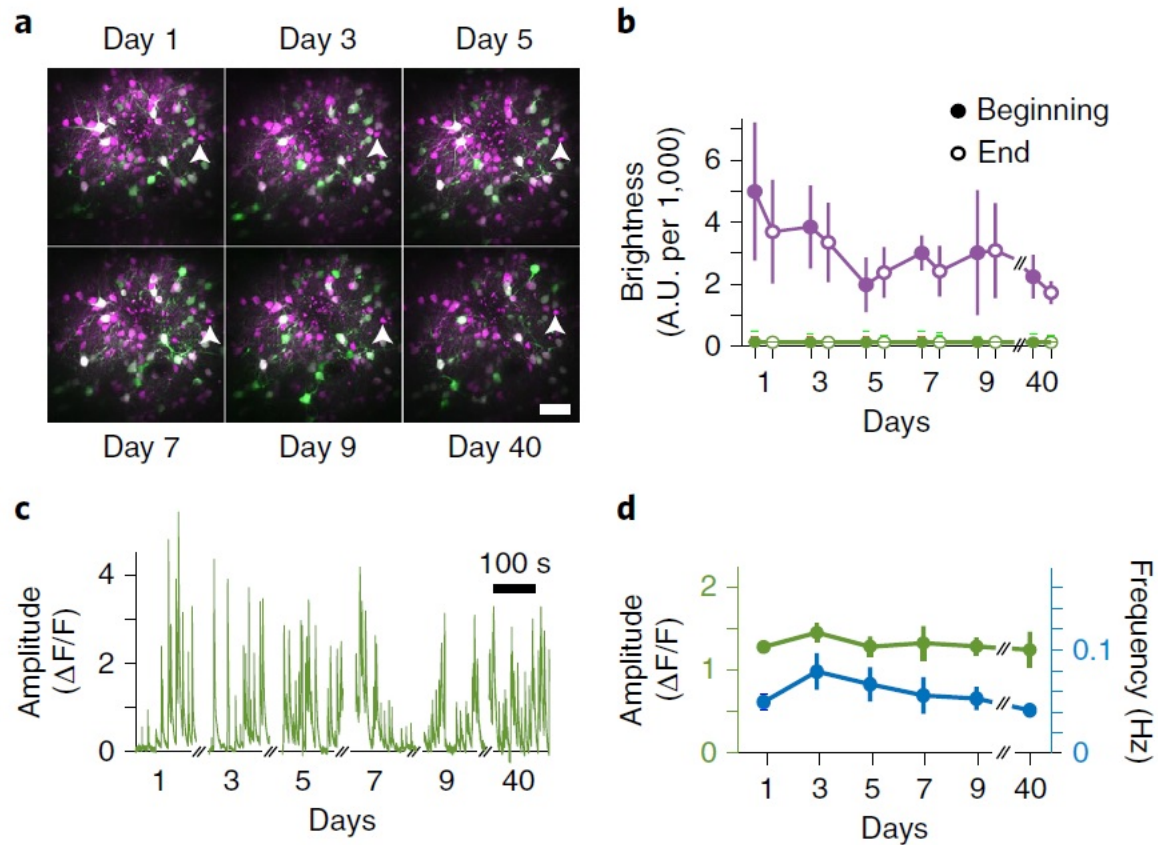 a
Day 1
Day 3
Day 5
Day 7
Day 9
Day 40
b
Beginning
End
Brightness
(A.U. per 1,000)
6
4
2
0
1
3
5
7
9
40
Days
c
100 s
Amplitude
(ΔF/F)
4
2
0
1
3
5
7
9
40
Days
d
Amplitude
(ΔF/F)
2
1
0
Frequency (Hz)
0.1
0
1
3
5
7
9
40
Days